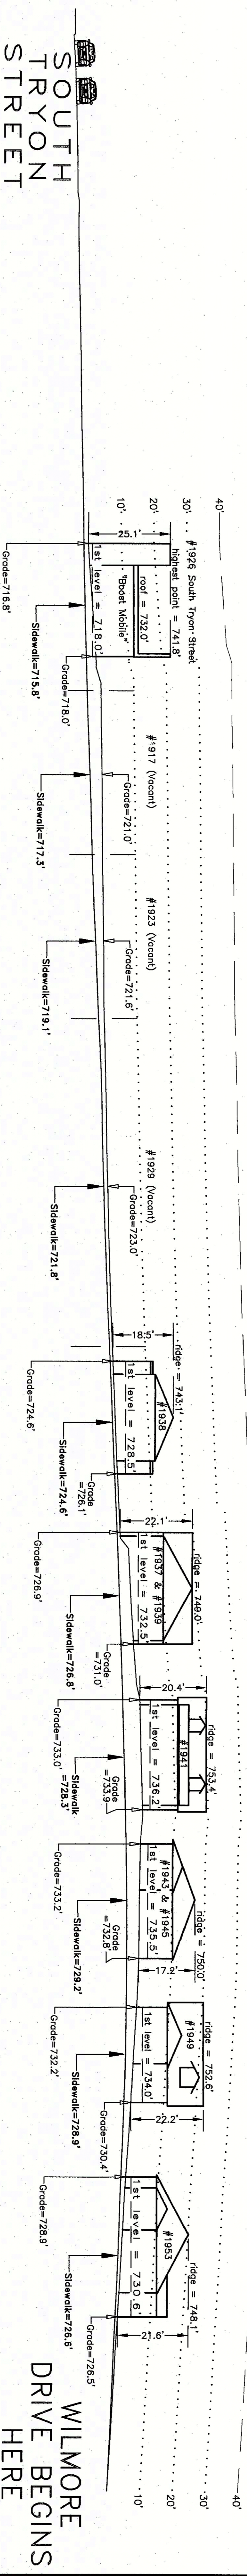 SOUTH
TRYON
STREET
40'
30'
20'
10'
#1926 South Tryon Street
highest point = 741.8'
25.1'
roof = 732.0'
"Boost Mobile"
1st level = 718.0'
Grade=716.8'
Sidewalk=715.8'
Grade=718.0'
#1917 (Vacant)
Grade=721.0'
Sidewalk=717.3'
#1923 (Vacant)
Grade=721.6'
Sidewalk=719.1'
#1929 (Vacant)
Grade=723.0'
Sidewalk=721.8'
ridge = 743.1'
18.5'
#1938
1st level = 728.5'
Grade=724.6'
Sidewalk=724.6'
Grade
=726.1'
ridge = 749.0'
22.1'
#1937 &
#1939
1st level = 732.5'
Grade=726.9'
Sidewalk=726.8'
Grade
=731.0'
ridge = 753.4'
20.4'
#1941
1st level = 736.2'
Grade=733.0'
Sidewalk
=728.3'
Grade
=733.9'
ridge = 750.0'
#1943 &
#1945
1st level = 735.5'
17.2'
Grade=733.2'
Sidewalk=729.2'
Grade
=732.8'
ridge = 752.6'
#1949
1st level = 734.0'
22.2'
Grade=732.2'
Sidewalk=728.9'
Grade=730.4'
ridge = 748.1'
#1953
1st level = 730.6'
21.6'
Grade=728.9'
Sidewalk=726.6'
Grade=726.5'
40'
30'
20'
10'
WILMORE
DRIVE BEGINS
HERE